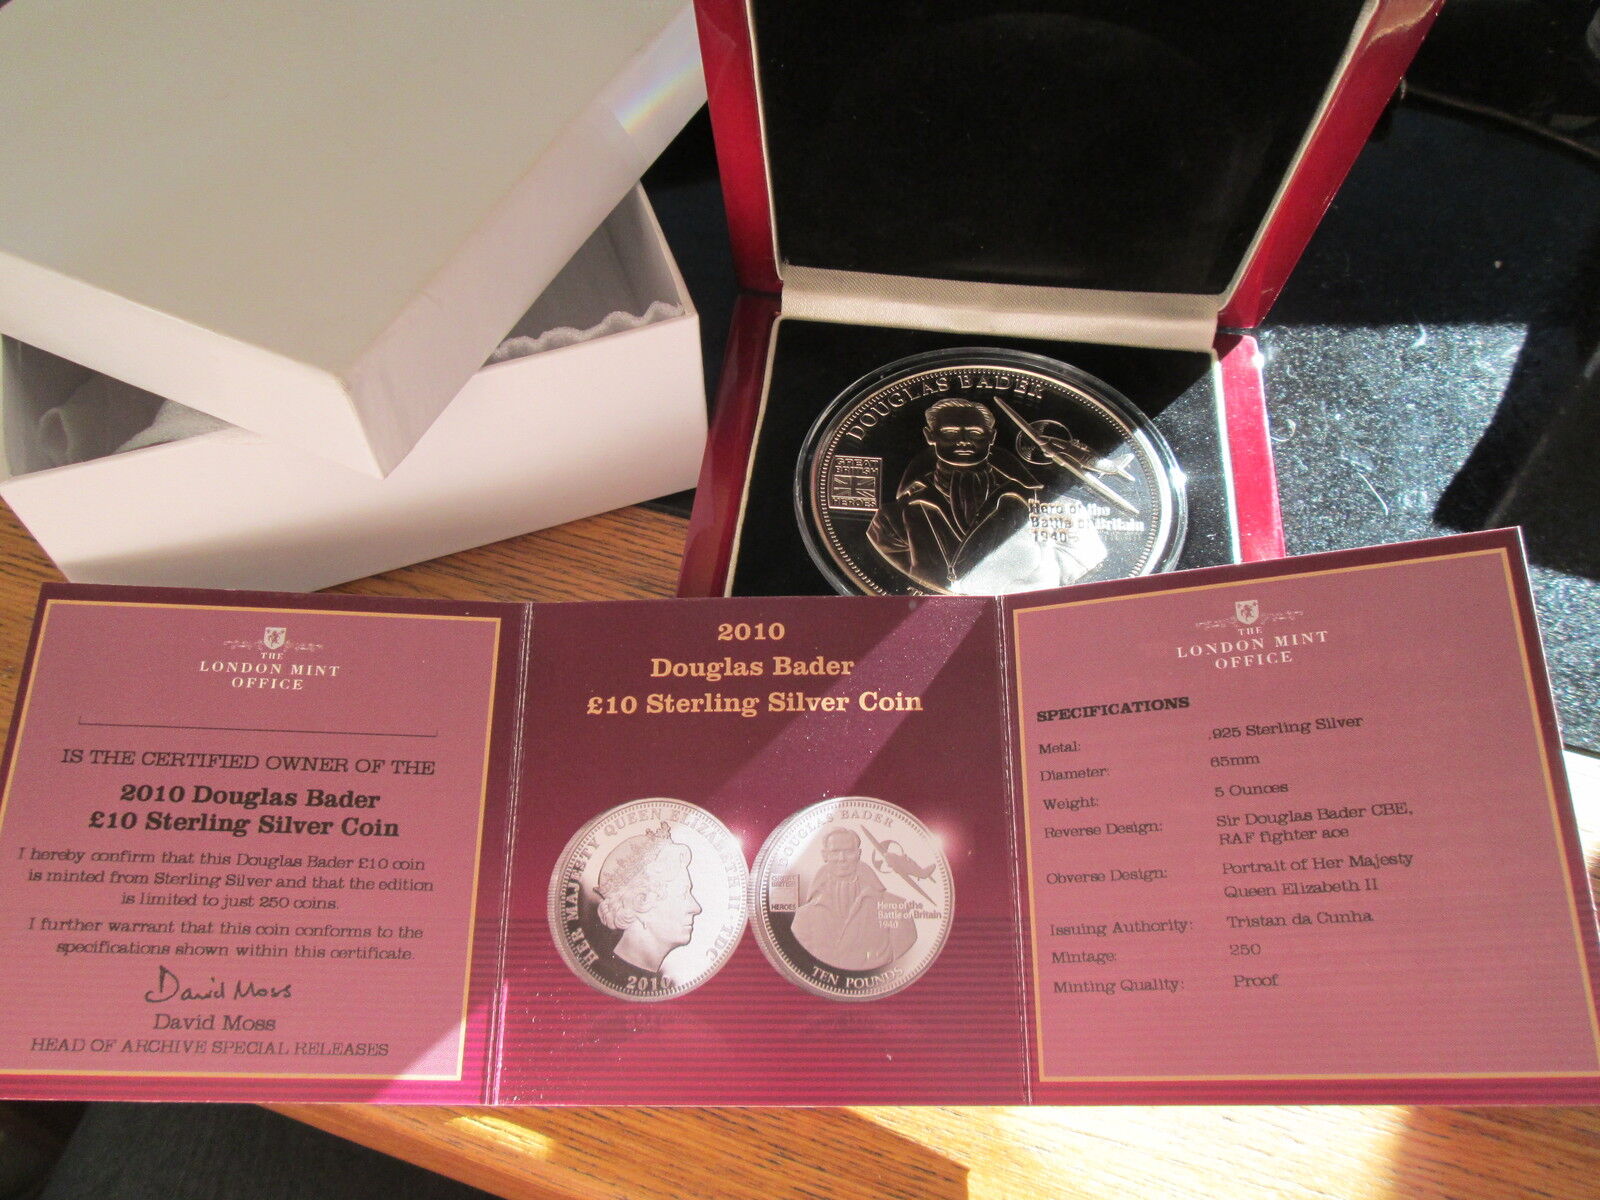 DOUGLAS BADER
GREAT
BRITISH
HEROES
Hero of the
Battle of Britain
1940
THE
LONDON MINT
OFFICE
IS THE CERTIFIED OWNER OF THE
2010 Douglas Bader
£10 Sterling Silver Coin
I hereby confirm that this Douglas Bader £10 coin
is minted from Sterling Silver and that the edition
is limited to just 250 coins.
I further warrant that this coin conforms to the
specifications shown within this certificate.
David Moss
David Moss
HEAD OF ARCHIVE SPECIAL RELEASES
2010
Douglas Bader
£10 Sterling Silver Coin
HER MAJESTY QUEEN ELIZABETH II TDC
2010
DOUGLAS BADER
GREAT
BRITISH
HEROES
Hero of the
Battle of Britain
1940
TEN POUNDS
THE
LONDON MINT
OFFICE
SPECIFICATIONS
Metal: .925 Sterling Silver
Diameter: 65mm
Weight: 5 Ounces
Reverse Design: Sir Douglas Bader CBE,
RAF fighter ace
Obverse Design: Portrait of Her Majesty
Queen Elizabeth II
Issuing Authority: Tristan da Cunha
Mintage: 250
Minting Quality: Proof